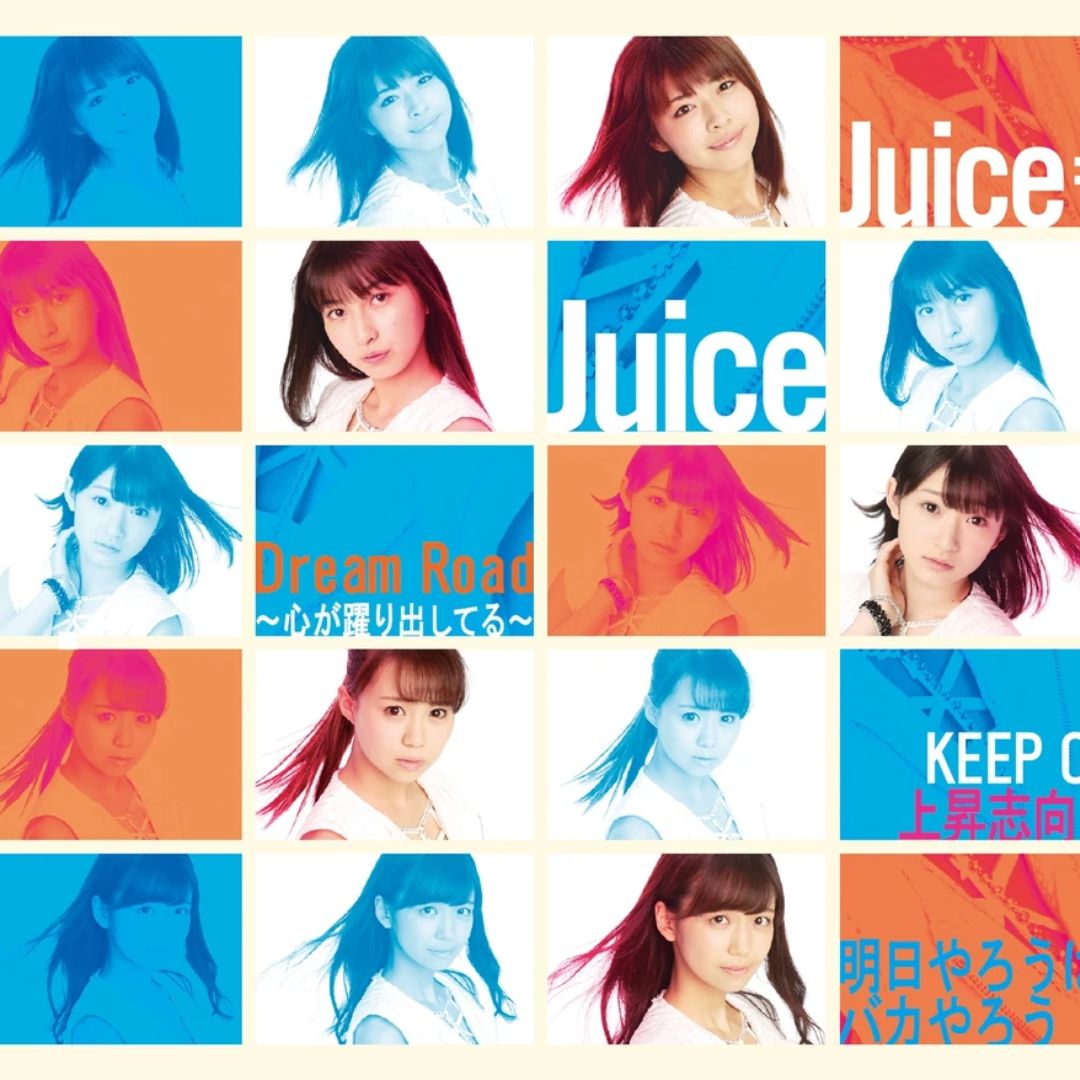 Juice=
Juice
Dream Road
～心が躍り出してる～
KEEP
上昇志向
明日やろうは
バカやろう